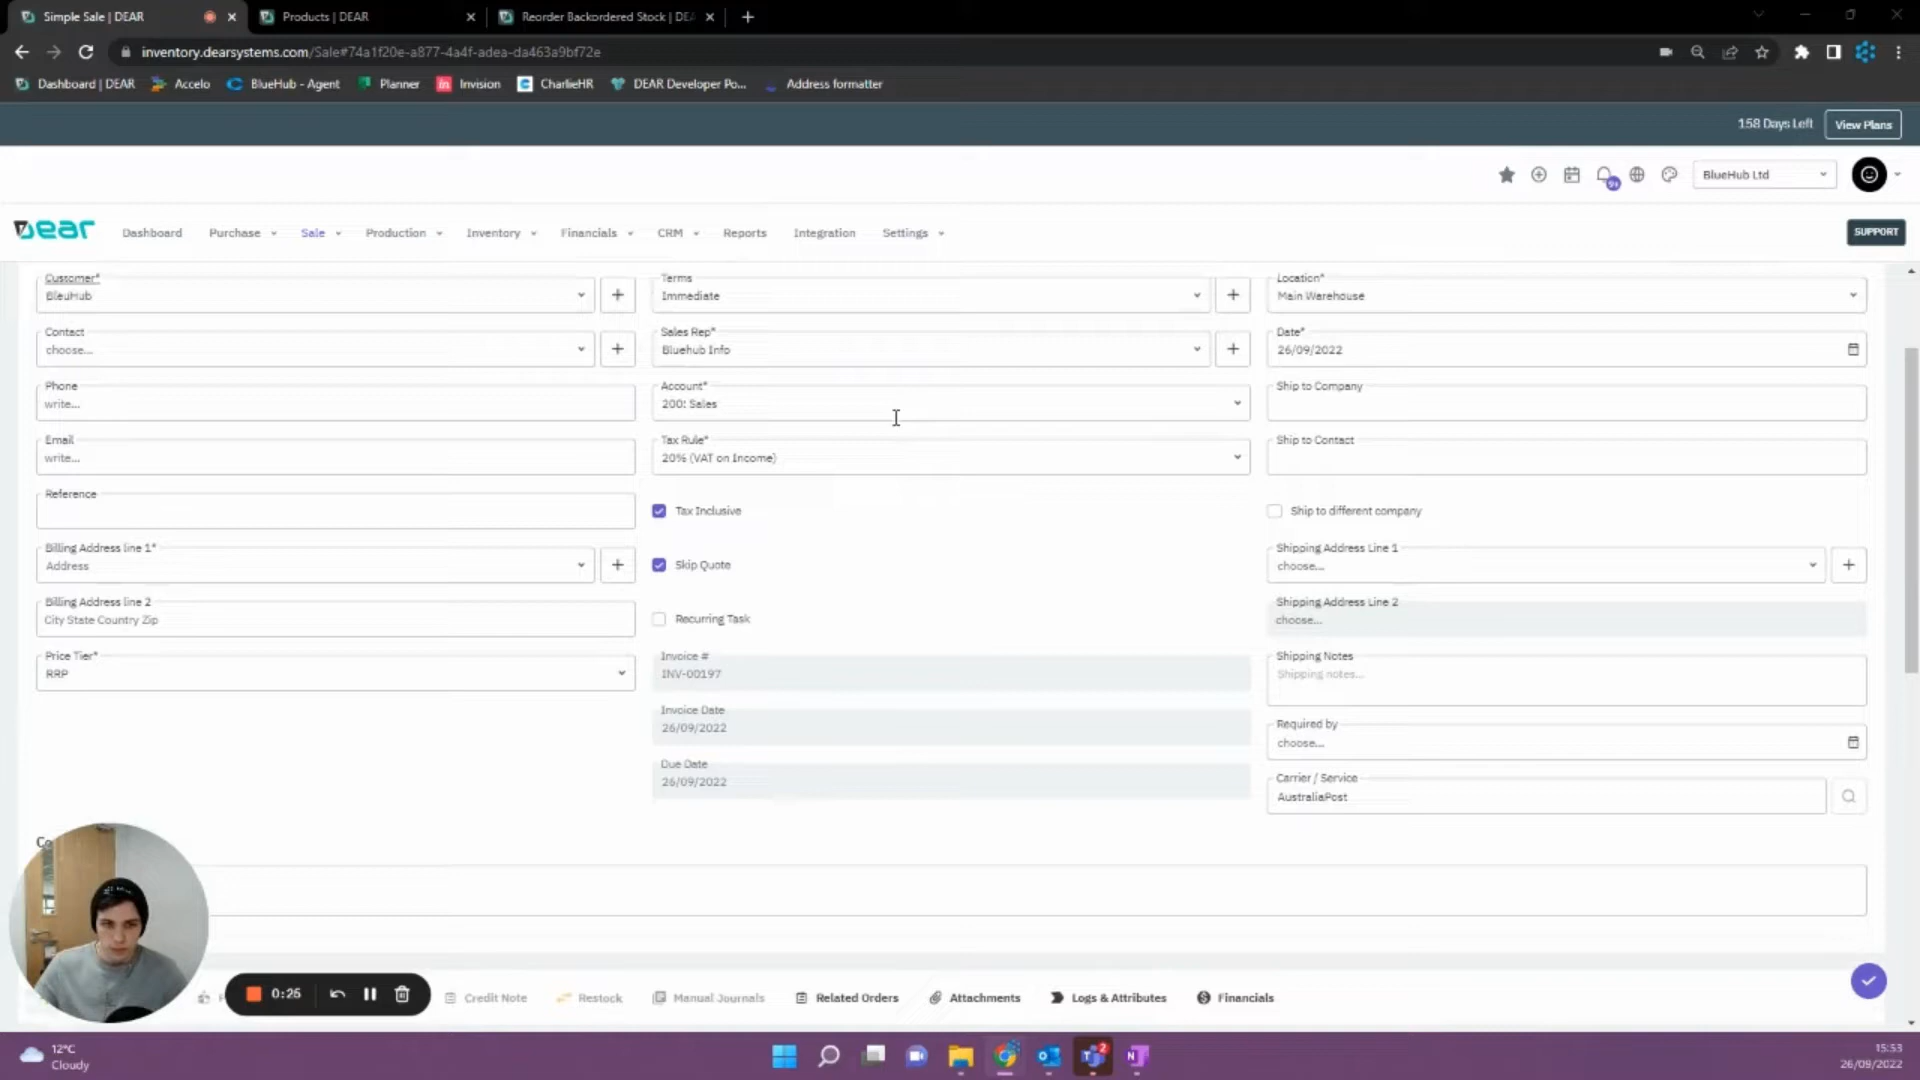 Simple Sale | DEAR
Products | DEAR
Reorder Backordered Stock | DEA
inventory.dearsystems.com/Sale#74a1f20e-a877-4a4f-adea-da463a9bf72e
Dashboard | DEAR
Accelo
BlueHub - Agent
Planner
in Invision
CharlieHR
DEAR Developer Po...
Address formatter
158 Days Left
View Plans
9+
BlueHub Ltd
Dear
Dashboard
Purchase
Sale
Production
Inventory
Financials
CRM
Reports
Integration
Settings
SUPPORT
Customer*
BleuHub
Terms
Immediate
Location*
Main Warehouse
Contact
choose...
Sales Rep*
Bluehub Info
Date*
26/09/2022
Phone
write...
Account*
200: Sales
Ship to Company
Email
write...
Tax Rule*
20% (VAT on Income)
Ship to Contact
Reference
Tax Inclusive
Ship to different company
Billing Address line 1*
Address
Skip Quote
Shipping Address Line 1
choose...
Billing Address line 2
City State Country Zip
Recurring Task
Shipping Address Line 2
choose...
Price Tier*
RRP
Invoice #
INV-00197
Shipping Notes
Shipping notes...
Invoice Date
26/09/2022
Required by
choose...
Due Date
26/09/2022
Carrier / Service
AustraliaPost
0:25
Credit Note
Restock
Manual Journals
Related Orders
Attachments
Logs & Attributes
Financials
12°C
Cloudy
2
15:53
26/09/2022